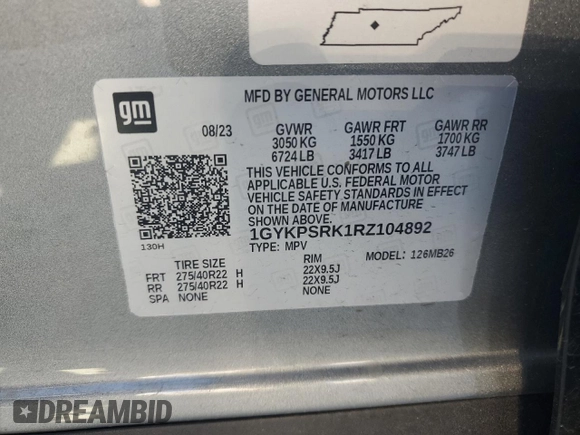 gm
MFD BY GENERAL MOTORS LLC
08/23 GVWR GAWR FRT GAWR RR
3050 KG 1550 KG 1700 KG
6724 LB 3417 LB 3747 LB
THIS VEHICLE CONFORMS TO ALL
APPLICABLE U.S. FEDERAL MOTOR
VEHICLE SAFETY STANDARDS IN EFFECT
ON THE DATE OF MANUFACTURE
SHOWN ABOVE.
1GYKPSRK1RZ104892
130H TYPE: MPV MODEL: 126MB26
TIRE SIZE RIM
FRT 275/40R22 H 22X9.5J
RR 275/40R22 H 22X9.5J
SPA NONE NONE
DREAMBID